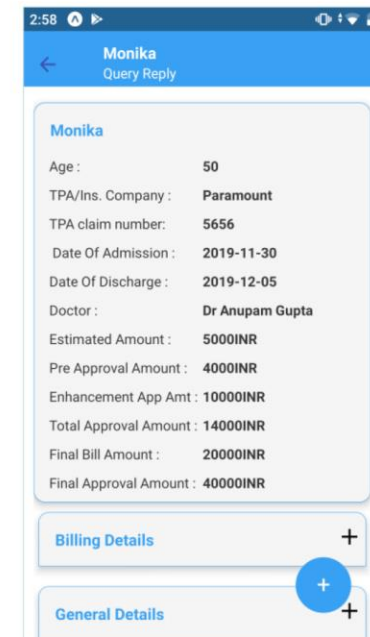 2:58
Monika
Query Reply
Monika
Age : 50
TPA/Ins. Company : Paramount
TPA claim number: 5656
Date Of Admission : 2019-11-30
Date Of Discharge : 2019-12-05
Doctor : Dr Anupam Gupta
Estimated Amount : 5000INR
Pre Approval Amount : 4000INR
Enhancement App Amt : 10000INR
Total Approval Amount : 14000INR
Final Bill Amount : 20000INR
Final Approval Amount : 40000INR
Billing Details +
+
General Details +